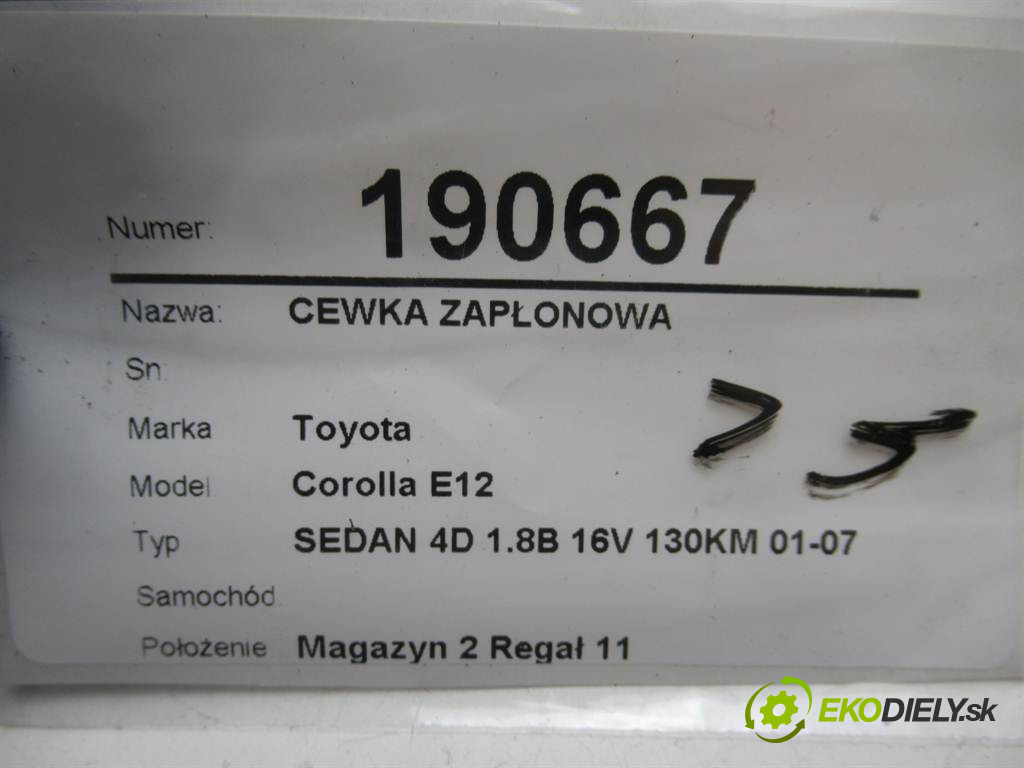 Numer: 190667
Nazwa: CEWKA ZAPŁONOWA
Sn
Marka Toyota
Model Corolla E12
Typ SEDAN 4D 1.8B 16V 130KM 01-07
Samochód
Położenie Magazyn 2 Regał 11
EKODIELY.sk